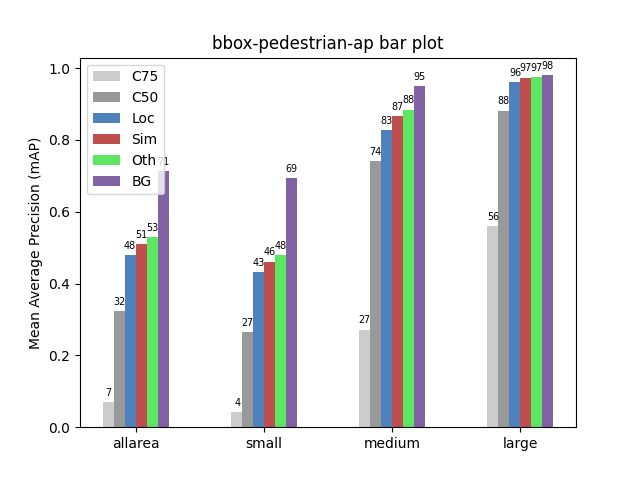 bbox-pedestrian-ap bar plot
Mean Average Precision (mAP)
1.0
0.8
0.6
0.4
0.2
0.0
C75
C50
Loc
Sim
Oth
BG
7
32
48
51
53
71
4
27
43
46
48
69
27
74
83
87
88
95
56
88
96
97
97
98
allarea
small
medium
large